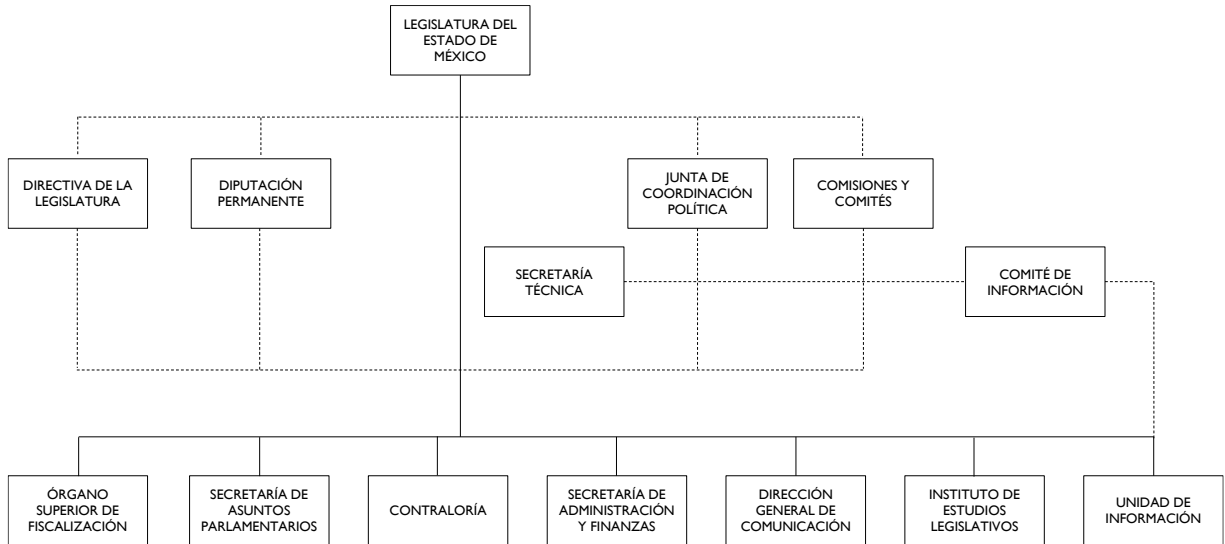 LEGISLATURA DEL
ESTADO DE
MÉXICO
DIRECTIVA DE LA
LEGISLATURA
DIPUTACIÓN
PERMANENTE
JUNTA DE
COORDINACIÓN
POLÍTICA
COMISIONES Y
COMITÉS
SECRETARÍA
TÉCNICA
COMITÉ DE
INFORMACIÓN
ÓRGANO
SUPERIOR DE
FISCALIZACIÓN
SECRETARÍA DE
ASUNTOS
PARLAMENTARIOS
CONTRALORÍA
SECRETARÍA DE
ADMINISTRACIÓN
Y FINANZAS
DIRECCIÓN
GENERAL DE
COMUNICACIÓN
INSTITUTO DE
ESTUDIOS
LEGISLATIVOS
UNIDAD DE
INFORMACIÓN